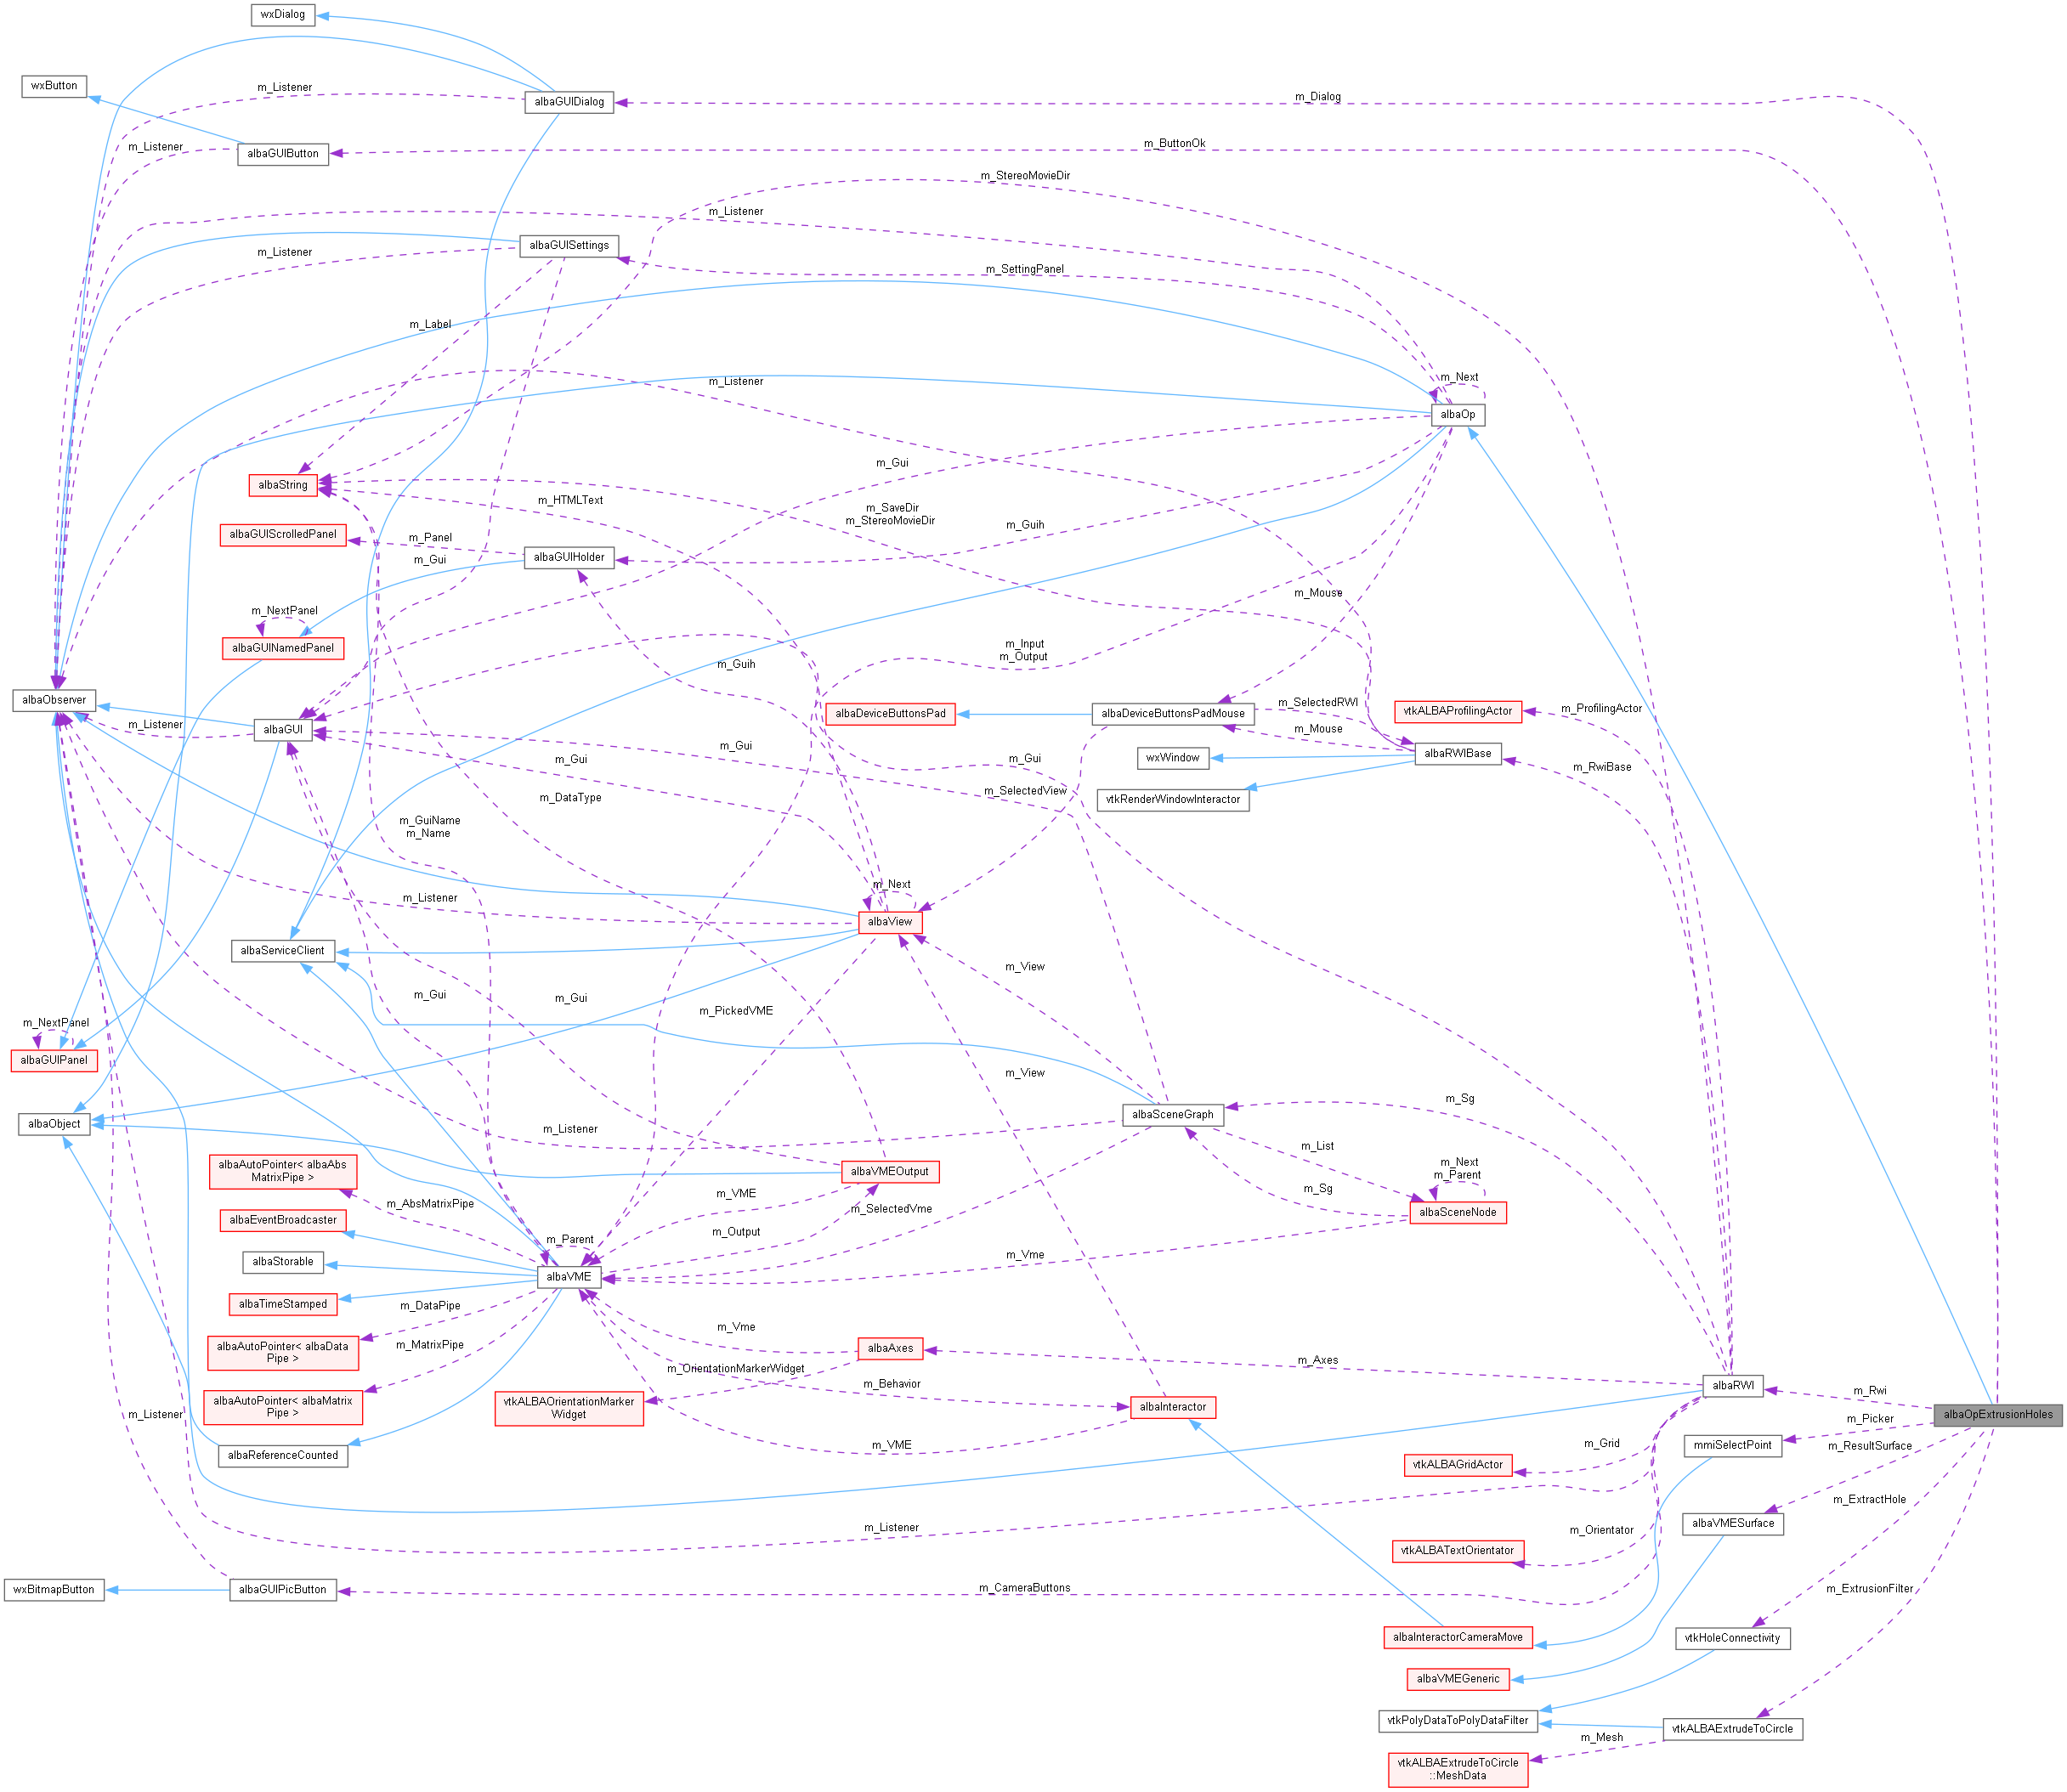 wxDialog
wxButton
m_Listener
albaGUIDialog
m_Dialog
m_Listener
albaGUIButton
m_ButtonOk
m_StereoMovieDir
m_Listener
albaGUISettings
m_Listener
m_SettingPanel
m_Label
m_Listener
m_Next
albaOp
m_Gui
albaString
m_HTMLText
m_SaveDir
m_StereoMovieDir
m_Guih
albaGUIScrolledPanel
m_Panel
albaGUIHolder
m_Gui
m_NextPanel
albaGUINamedPanel
m_Mouse
m_Input
m_Output
m_Guih
albaObserver
m_Listener
albaGUI
albaDeviceButtonsPad
albaDeviceButtonsPadMouse
m_SelectedRWI
m_Mouse
vtkALBAProfilingActor
m_ProfilingActor
m_Gui
m_Gui
m_Gui
wxWindow
albaRWIBase
m_RwiBase
m_SelectedView
vtkRenderWindowInteractor
m_DataType
m_GuiName
m_Name
m_Listener
m_Next
albaView
albaServiceClient
m_Gui
m_Gui
m_PickedVME
m_View
m_NextPanel
albaGUIPanel
m_View
albaObject
m_Listener
albaSceneGraph
m_Sg
m_List
albaAutoPointer< albaAbs
MatrixPipe >
m_AbsMatrixPipe
albaVMEOutput
m_VME
m_SelectedVme
m_Sg
m_Next
m_Parent
albaSceneNode
albaEventBroadcaster
m_Parent
m_Output
m_Vme
albaStorable
albaVME
albaTimeStamped
m_DataPipe
albaAutoPointer< albaData
Pipe >
m_MatrixPipe
m_Vme
albaAxes
m_Axes
m_OrientationMarkerWidget
albaAutoPointer< albaMatrix
Pipe >
vtkALBAOrientationMarker
Widget
m_Behavior
albaInteractor
albaRWI
m_Rwi
albaOpExtrusionHoles
m_Listener
albaReferenceCounted
m_VME
m_Grid
vtkALBAGridActor
mmiSelectPoint
m_Picker
m_ResultSurface
m_ExtractHole
m_Listener
m_Orientator
vtkALBATextOrientator
albaVMESurface
wxBitmapButton
albaGUIPicButton
m_CameraButtons
m_ExtrusionFilter
albaInteractorCameraMove
vtkHoleConnectivity
albaVMEGeneric
vtkPolyDataToPolyDataFilter
vtkALBAExtrudeToCircle
m_Mesh
vtkALBAExtrudeToCircle
::MeshData